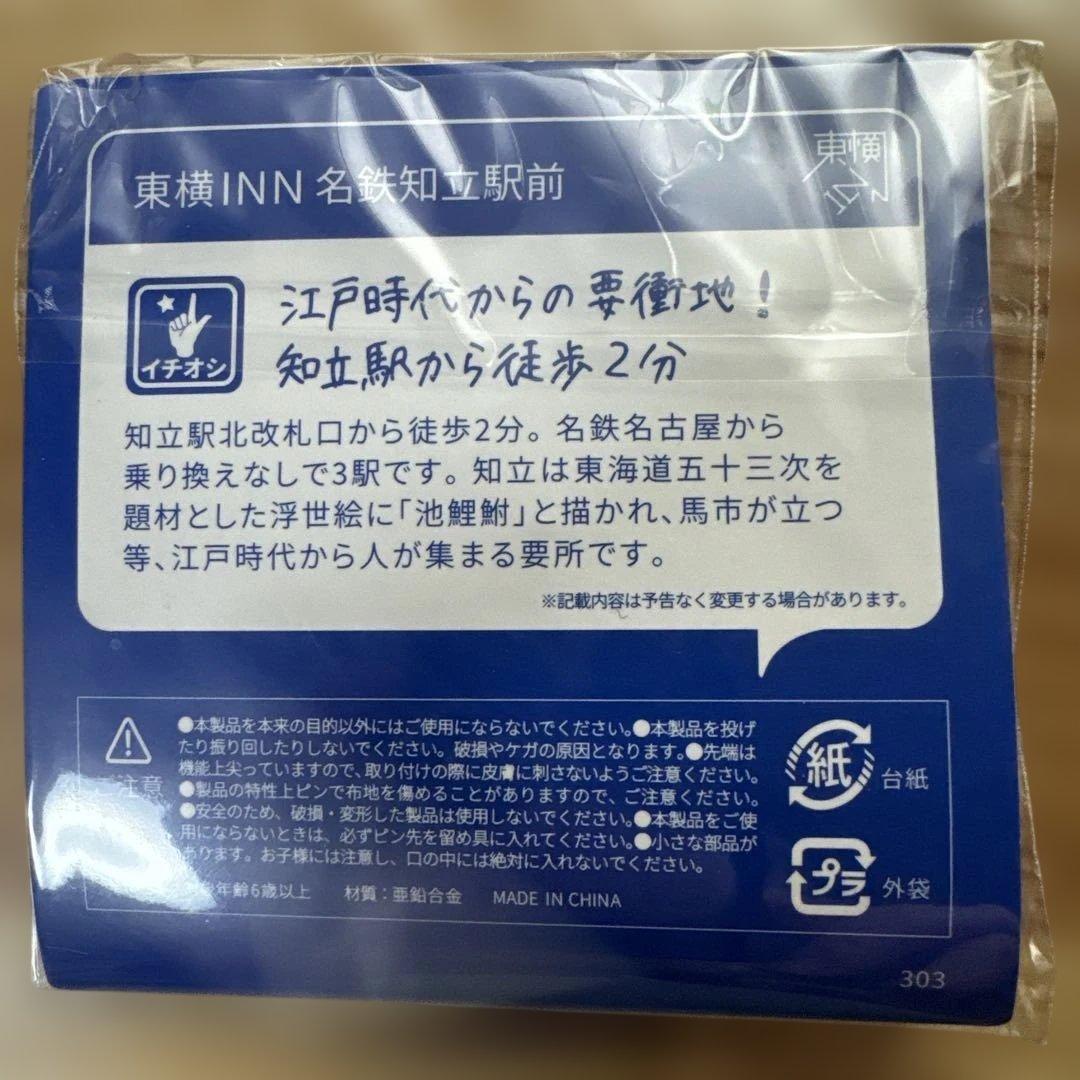 東横INN 名鉄知立駅前
東横
イチオシ
江戸時代からの要衝地!
知立駅から徒歩2分
知立駅北改札口から徒歩2分。名鉄名古屋から
乗り換えなしで3駅です。知立は東海道五十三次を
題材とした浮世絵に「池鯉鮒」と描かれ、馬市が立つ
等、江戸時代から人が集まる要所です。
※記載内容は予告なく変更する場合があります。
ご注意
●本製品を本来の目的以外にはご使用にならないでください。●本製品を投げ
たり振り回したりしないでください。破損やケガの原因となります。●先端は
機能上尖っていますので、取り付けの際に皮膚に刺さないようご注意ください。
●製品の特性上ピンで布地を傷めることがありますので、ご注意ください。
●安全のため、破損・変形した製品は使用しないでください。●本製品をご使
用にならないときは、必ずピン先を留め具に入れてください。●小さな部品が
あります。お子様には注意し、口の中には絶対に入れないでください。
年齢6歳以上 材質:亜鉛合金 MADE IN CHINA
紙 台紙
プラ 外袋
303